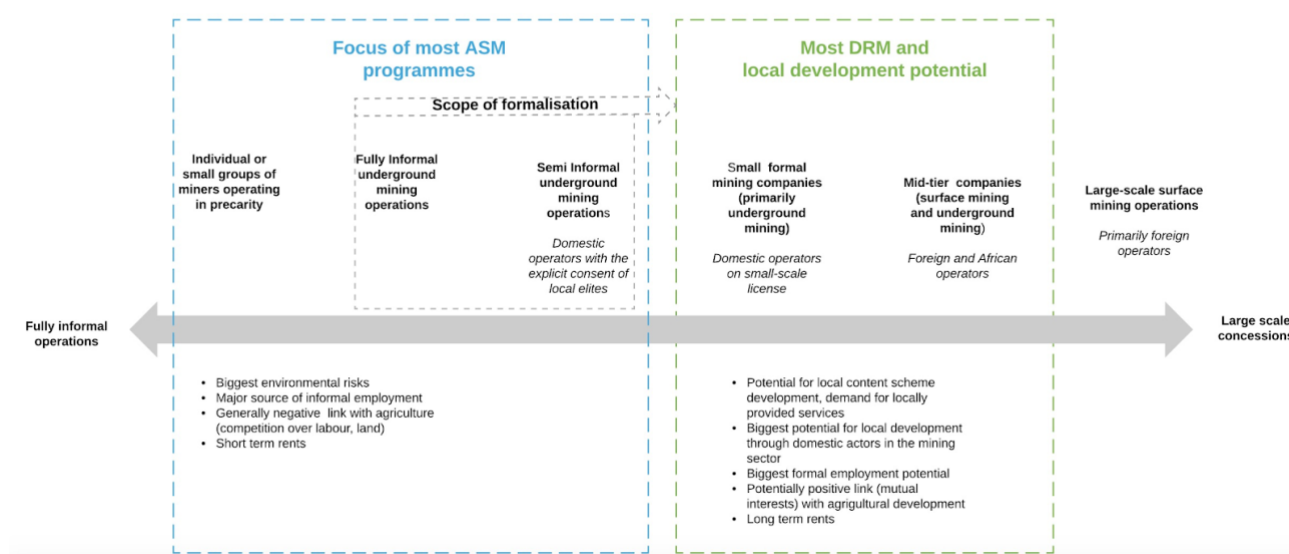 Focus of most ASM
programmes
Most DRM and
local development potential
Scope of formalisation
Individual or
small groups of
miners operating
in precarity
Fully Informal
underground
mining
operations
Semi Informal
underground
mining
operations
Domestic
operators with the
explicit consent of
local elites
Small formal
mining companies
(primarily
underground
mining)
Domestic operators
on small-scale
license
Mid-tier companies
(surface mining
and underground
mining)
Foreign and African
operators
Large-scale surface
mining operations
Primarily foreign
operators
Fully informal
operations
Large scale
concessions
• Biggest environmental risks
• Major source of informal employment
• Generally negative link with agriculture
(competition over labour, land)
• Short term rents
• Potential for local content scheme
development, demand for locally
provided services
• Biggest potential for local development
through domestic actors in the mining
sector
• Biggest formal employment potential
• Potentially positive link (mutual
interests) with agrigultural development
• Long term rents